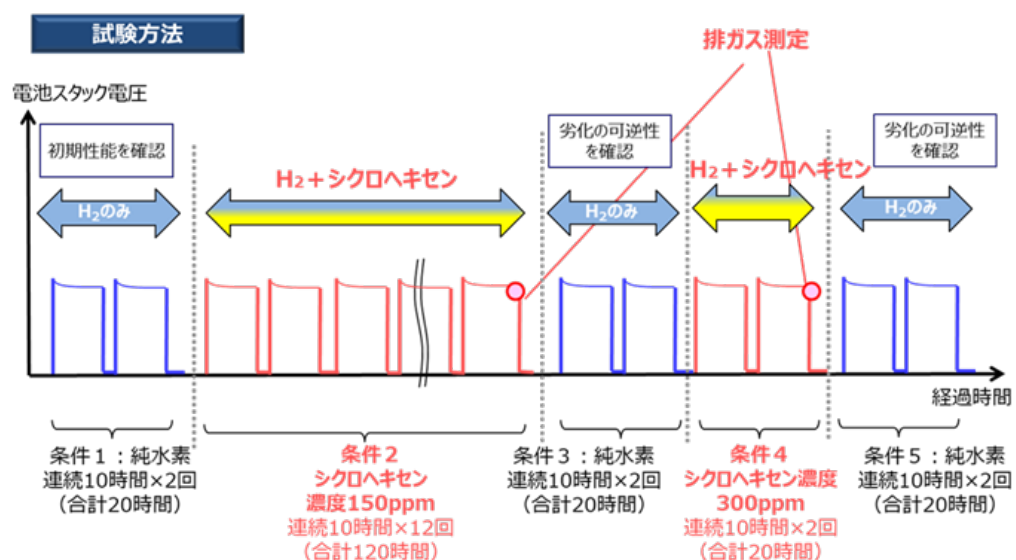 試験方法
排ガス測定
電池スタック電圧
初期性能を確認
劣化の可逆性
を確認
劣化の可逆性
を確認
H₂+シクロヘキセン
H₂+シクロヘキセン
H₂のみ
H₂のみ
H₂のみ
経過時間
条件1:純水素
連続10時間×2回
(合計20時間)
条件2
シクロヘキセン
濃度150ppm
連続10時間×12回
(合計120時間)
条件3:純水素
連続10時間×2回
(合計20時間)
条件4
シクロヘキセン濃度
300ppm
連続10時間×2回
(合計20時間)
条件5:純水素
連続10時間×2回
(合計20時間)